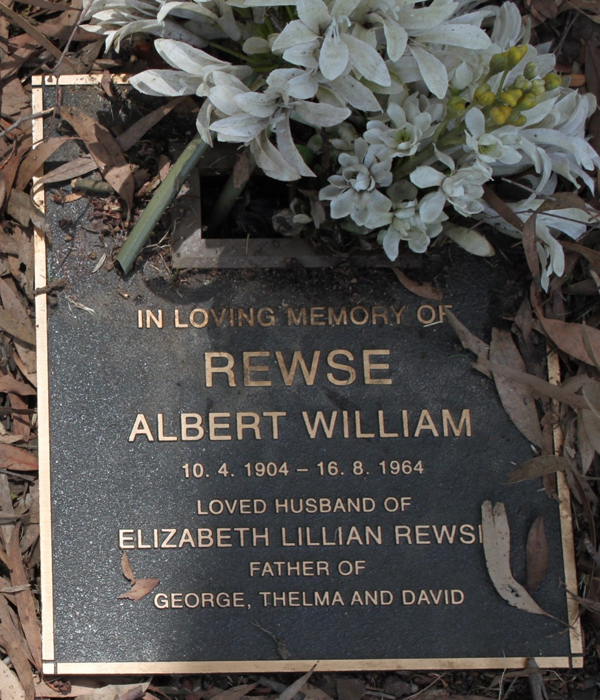 IN LOVING MEMORY OF
REWSE
ALBERT WILLIAM
10. 4. 1904 – 16. 8. 1964
LOVED HUSBAND OF
ELIZABETH LILLIAN REWSE
FATHER OF
GEORGE, THELMA AND DAVID